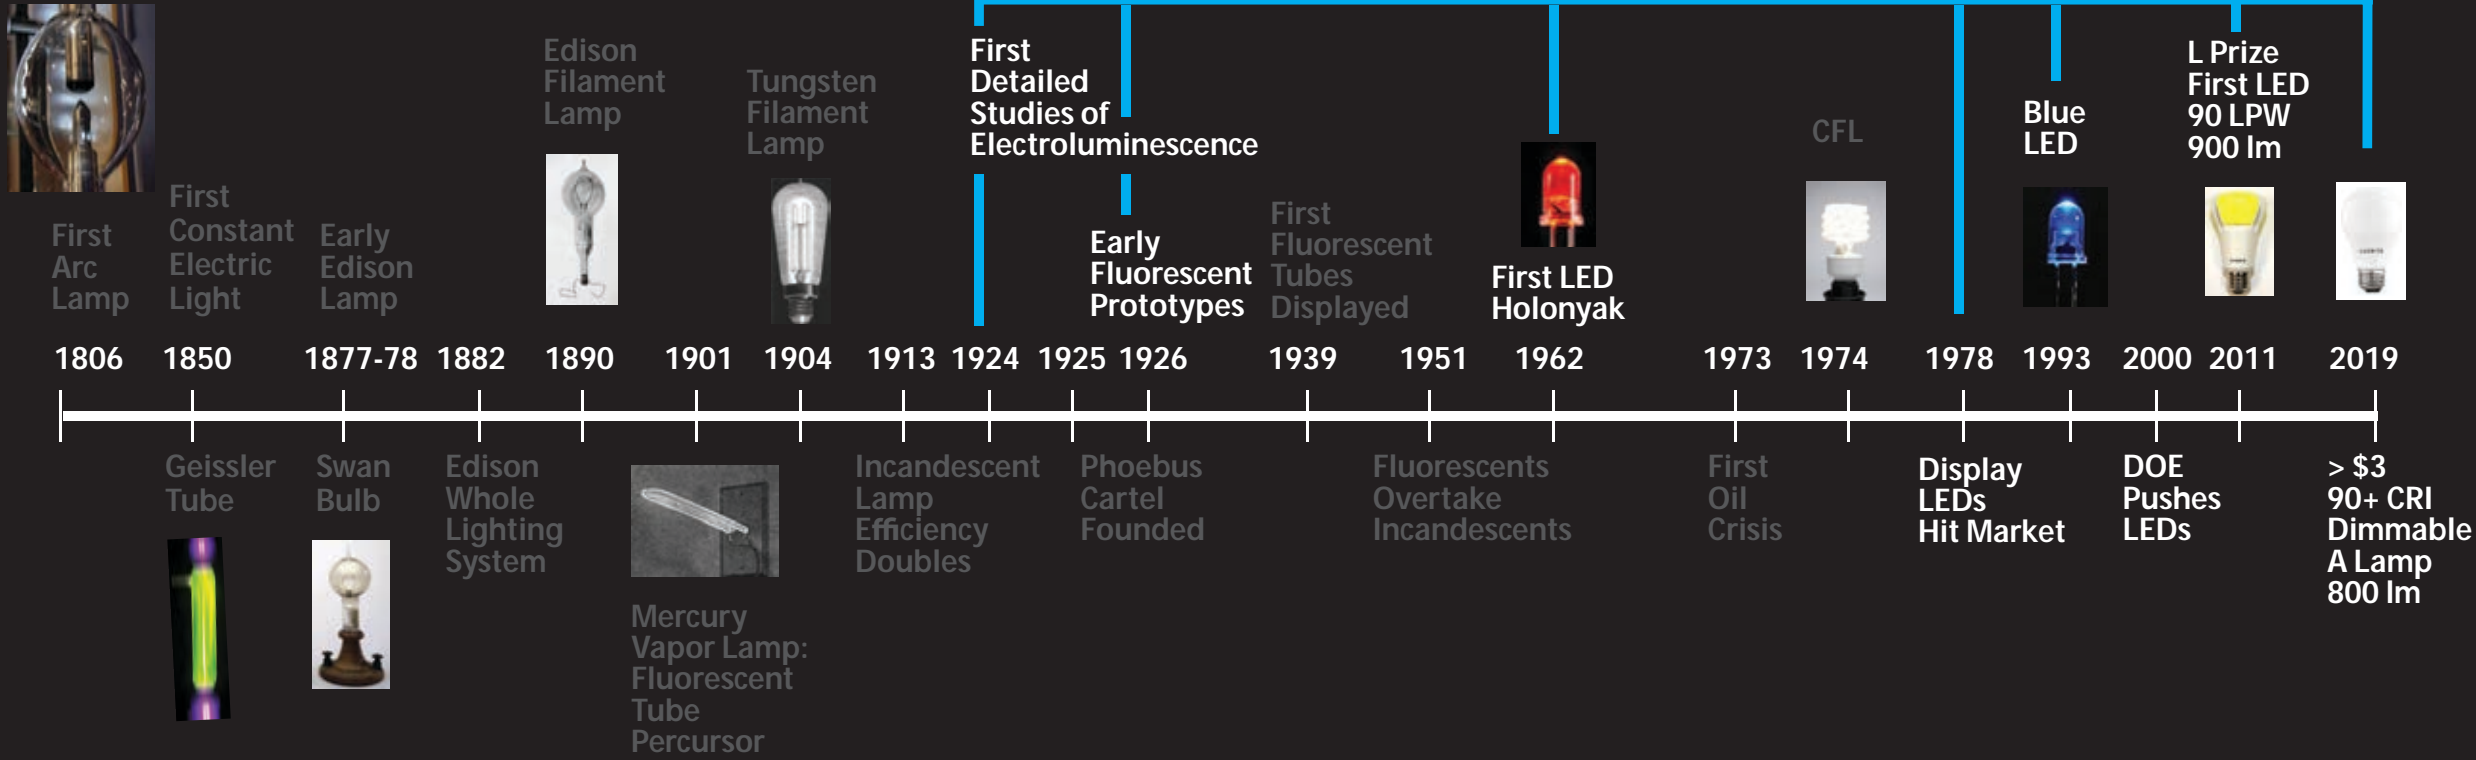 First
Arc
Lamp
First
Constant
Electric
Light
Early
Edison
Lamp
Edison
Filament
Lamp
Tungsten
Filament
Lamp
First
Detailed
Studies of
Electroluminescence
Early
Fluorescent
Prototypes
First
Fluorescent
Tubes
Displayed
First LED
Holonyak
CFL
Blue
LED
L Prize
First LED
90 LPW
900 lm
1806 1850 1877-78 1882 1890 1901 1904 1913 1924 1925 1926 1939 1951 1962 1973 1974 1978 1993 2000 2011 2019
Geissler
Tube
Swan
Bulb
Edison
Whole
Lighting
System
Mercury
Vapor Lamp:
Fluorescent
Tube
Percursor
Incandescent
Lamp
Efficiency
Doubles
Phoebus
Cartel
Founded
Fluorescents
Overtake
Incandescents
First
Oil
Crisis
Display
LEDs
Hit Market
DOE
Pushes
LEDs
> $3
90+ CRI
Dimmable
A Lamp
800 lm